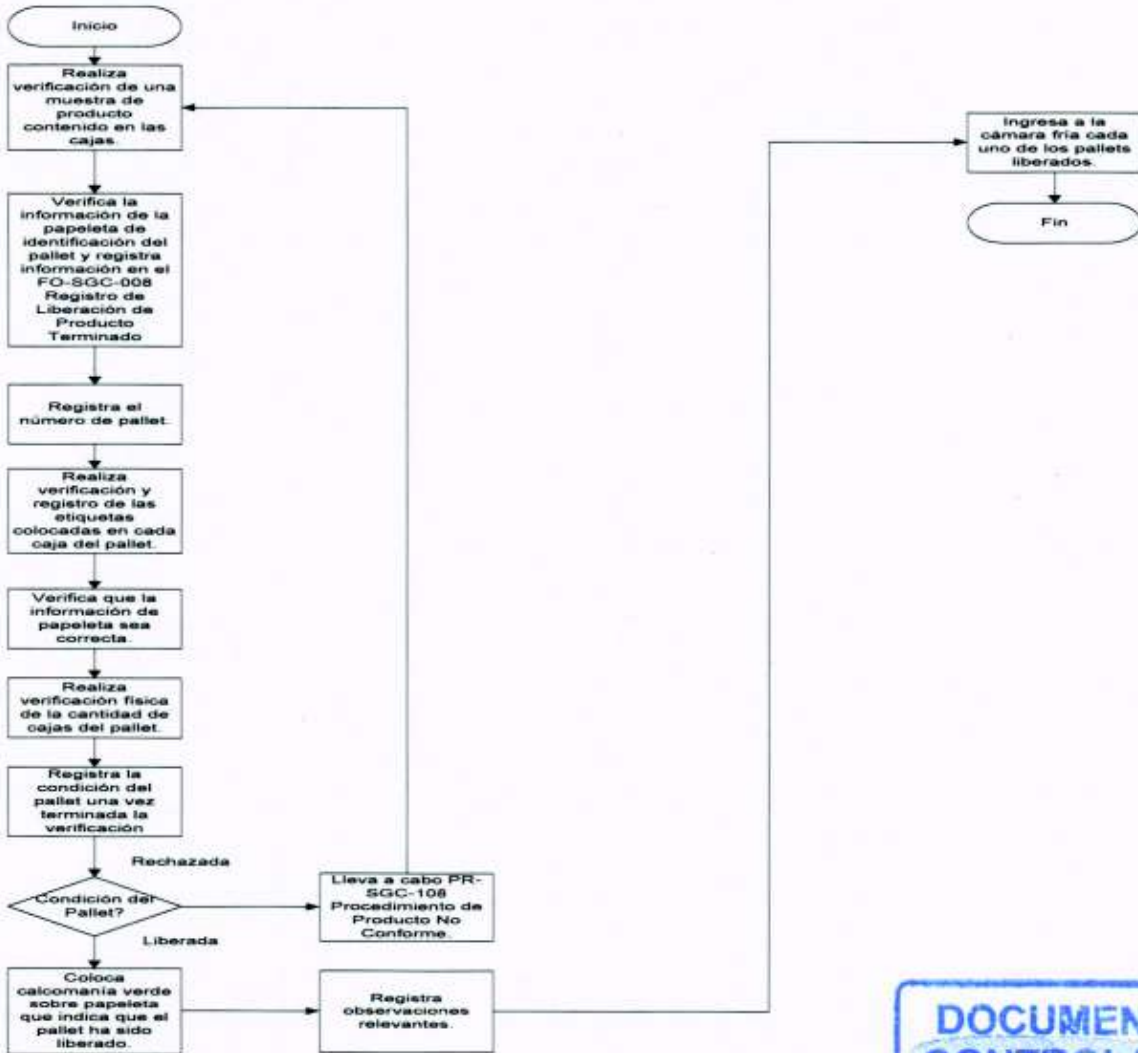 Inicio
Realiza
verificación de una
muestra de
producto
contenido en las
cajas.
Verifica la
información de la
papeleta de
identificación del
pallet y registra
información en el
FO-SGC-008
Registro de
Liberación de
Producto
Terminado
Registra el
número de pallet.
Realiza
verificación y
registro de las
etiquetas
colocadas en cada
caja del pallet.
Verifica que la
información de
papeleta sea
correcta.
Realiza
verificación física
de la cantidad de
cajas del pallet.
Registra la
condición del
pallet una vez
terminada la
verificación
Rechazada
Condición del
Pallet?
Liberada
Lleva a cabo PR-
SGC-108
Procedimiento de
Producto No
Conforme.
Coloca
calcomanía verde
sobre papeleta
que indica que el
pallet ha sido
liberado.
Registra
observaciones
relevantes.
Ingresa a la
cámara fría cada
uno de los pallets
liberados.
Fin
DOCUMEN